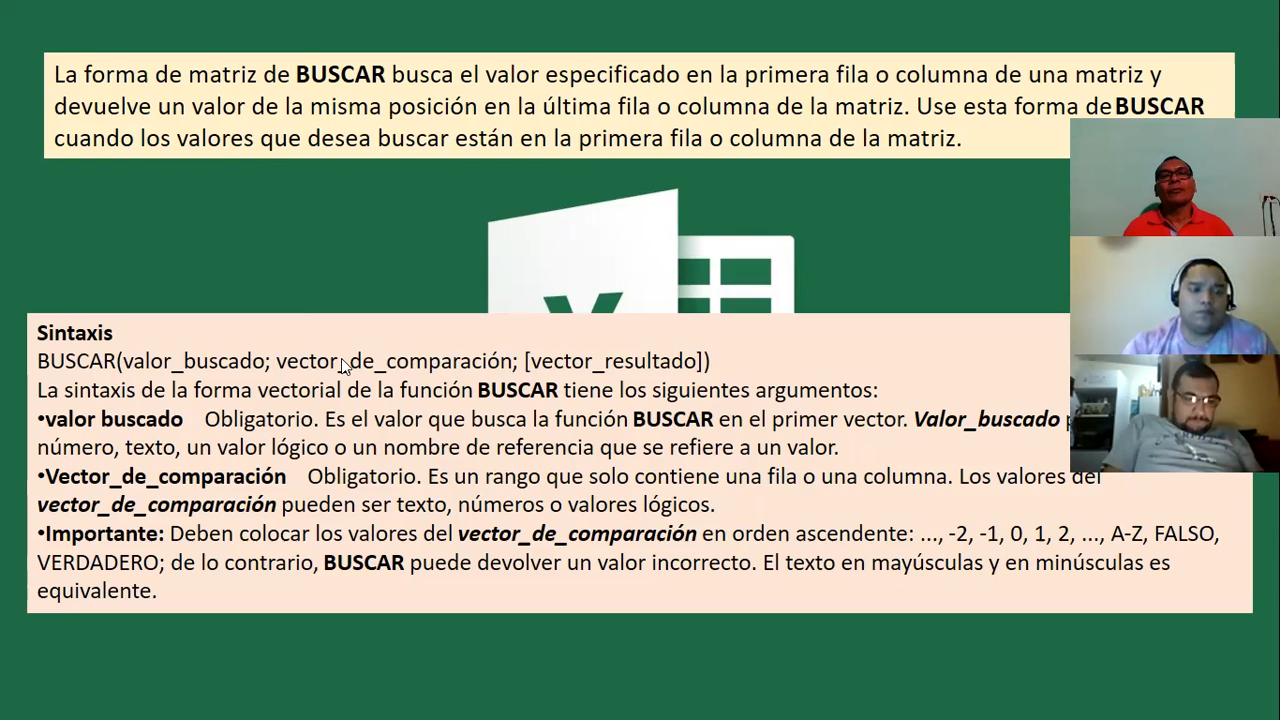 La forma de matriz de BUSCAR busca el valor especificado en la primera fila o columna de una matriz y
devuelve un valor de la misma posición en la última fila o columna de la matriz. Use esta forma de BUSCAR
cuando los valores que desea buscar están en la primera fila o columna de la matriz.
Sintaxis
BUSCAR(valor_buscado; vector_de_comparación; [vector_resultado])
La sintaxis de la forma vectorial de la función BUSCAR tiene los siguientes argumentos:
•valor buscado Obligatorio. Es el valor que busca la función BUSCAR en el primer vector. Valor_buscado
número, texto, un valor lógico o un nombre de referencia que se refiere a un valor.
•Vector_de_comparación Obligatorio. Es un rango que solo contiene una fila o una columna. Los valores del
vector_de_comparación pueden ser texto, números o valores lógicos.
•Importante: Deben colocar los valores del vector_de_comparación en orden ascendente: ..., -2, -1, 0, 1, 2, ..., A-Z, FALSO,
VERDADERO; de lo contrario, BUSCAR puede devolver un valor incorrecto. El texto en mayúsculas y en minúsculas es
equivalente.